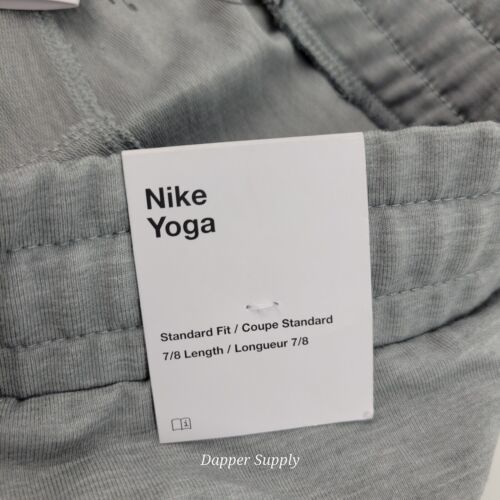 Nike
Yoga
Standard Fit / Coupe Standard
7/8 Length / Longueur 7/8
i
Dapper Supply